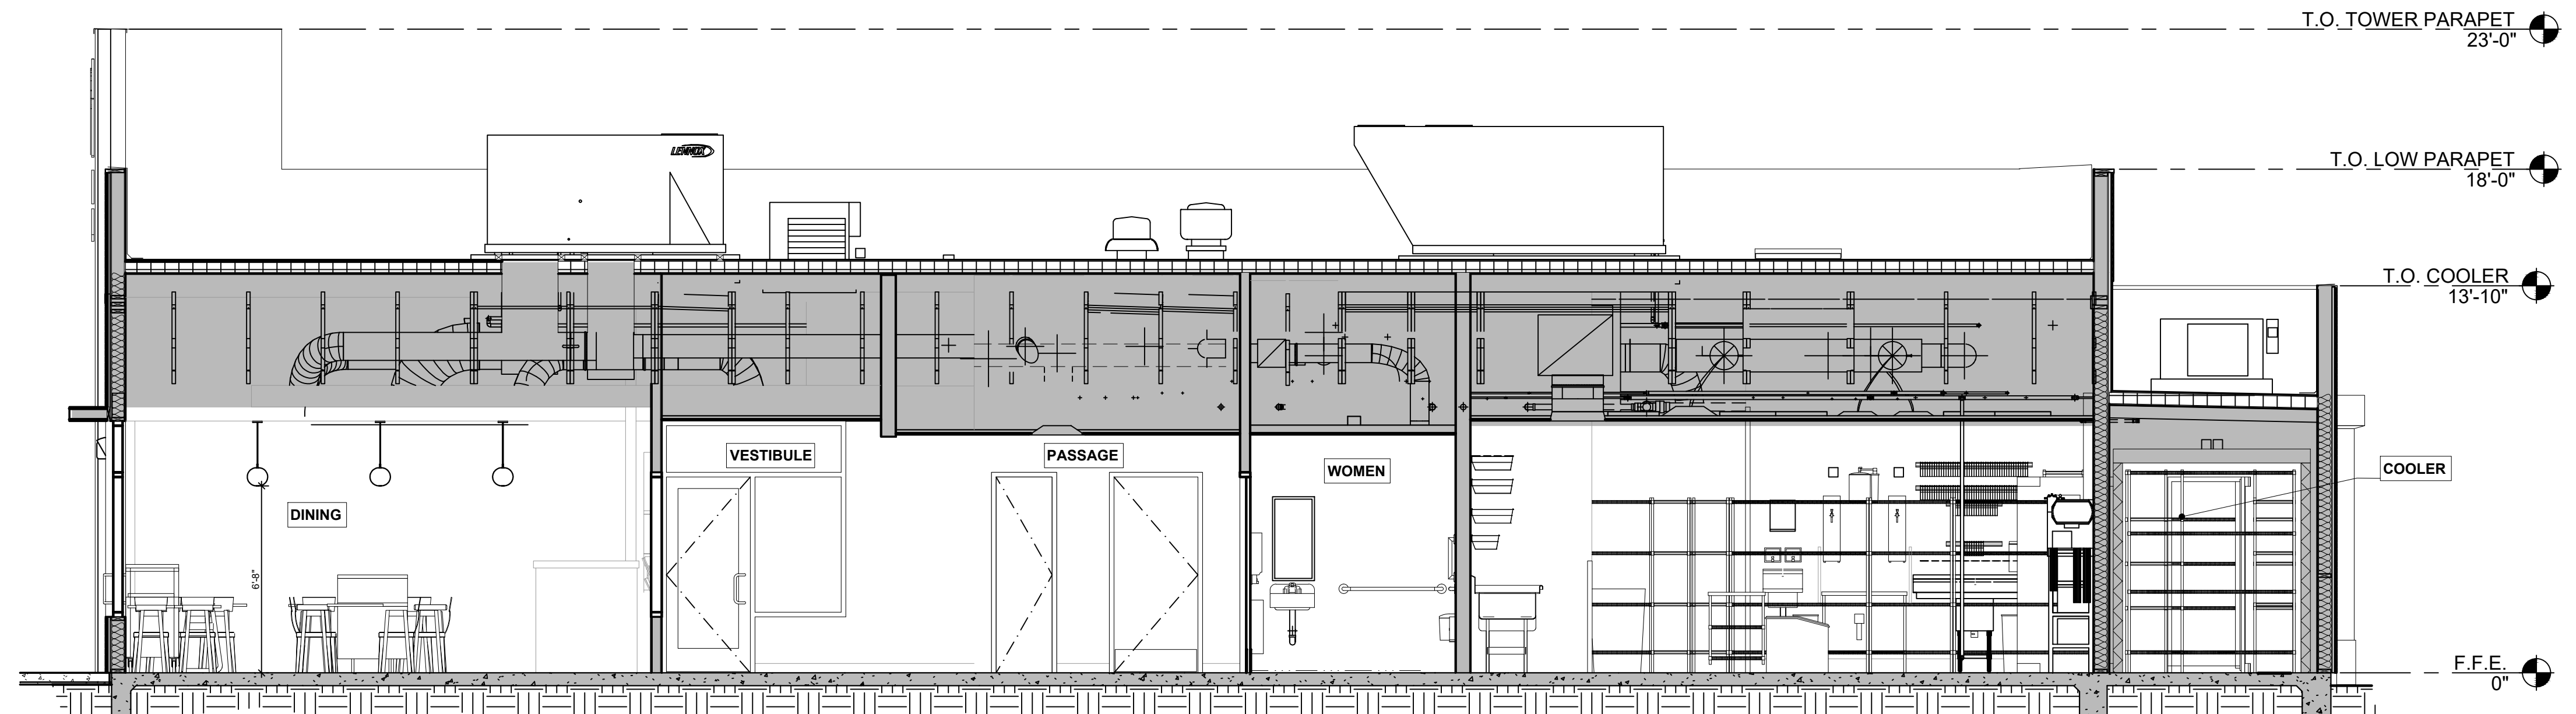 T.O. TOWER PARAPET
23'-0"
LENNOX
T.O. LOW PARAPET
18'-0"
T.O. COOLER
13'-10"
VESTIBULE
PASSAGE
WOMEN
COOLER
DINING
6'-8"
F.F.E.
0"